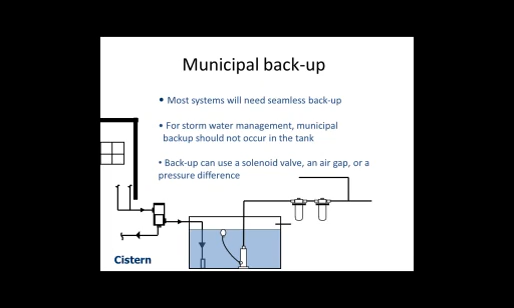 Municipal back-up
• Most systems will need seamless back-up
• For storm water management, municipal
backup should not occur in the tank
• Back-up can use a solenoid valve, an air gap, or a
pressure difference
Cistern